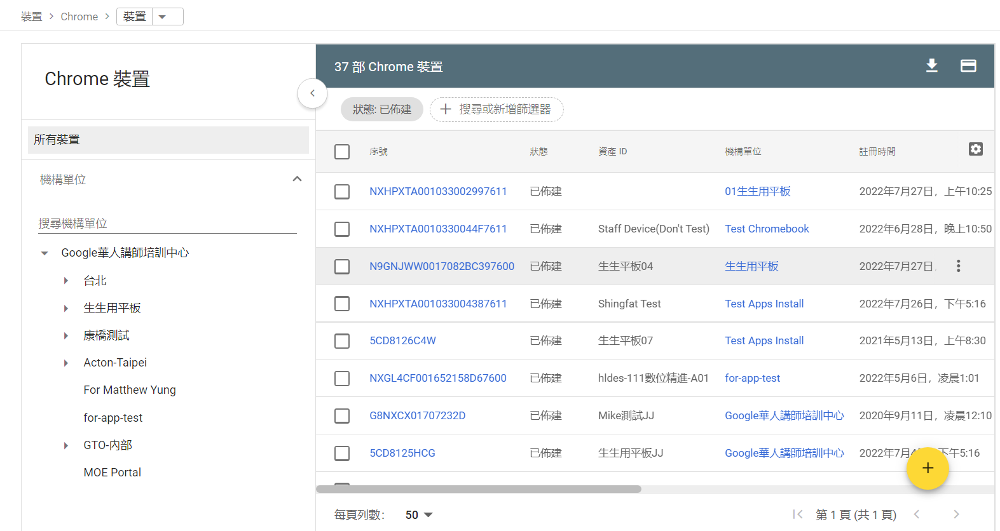 裝置 > Chrome > 裝置
Chrome 裝置
所有裝置
機構單位
搜尋機構單位
Google華人講師培訓中心
台北
生生用平板
康橋測試
Acton-Taipei
For Matthew Yung
for-app-test
GTO-內部
MOE Portal
37 部 Chrome 裝置
狀態: 已佈建
搜尋或新增篩選器
序號 狀態 資產 ID 機構單位 註冊時間
NXHPXTA001033002997611 已佈建 01生生用平板 2022年7月27日，上午10:25
NXHPXTA0010330044F7611 已佈建 Staff Device(Don't Test) Test Chromebook 2022年6月28日，晚上10:50
N9GNJWW0017082BC397600 已佈建 生生平板04 生生用平板 2022年7月27日,
NXHPXTA001033004387611 已佈建 Shingfat Test Test Apps Install 2022年7月26日，下午5:16
5CD8126C4W 已佈建 生生平板07 Test Apps Install 2021年5月13日，上午8:30
NXGL4CF001652158D67600 已佈建 hldes-111數位精進-A01 for-app-test 2022年5月6日，凌晨1:01
G8NXCX01707232D 已佈建 Mike測試JJ Google華人講師培訓中心 2020年9月11日，凌晨12:10
5CD8125HCG 已佈建 生生用平板JJ Google華人講師培訓中心 2022年7月 下午5:16
每頁列數： 50
第 1 頁 (共 1 頁)